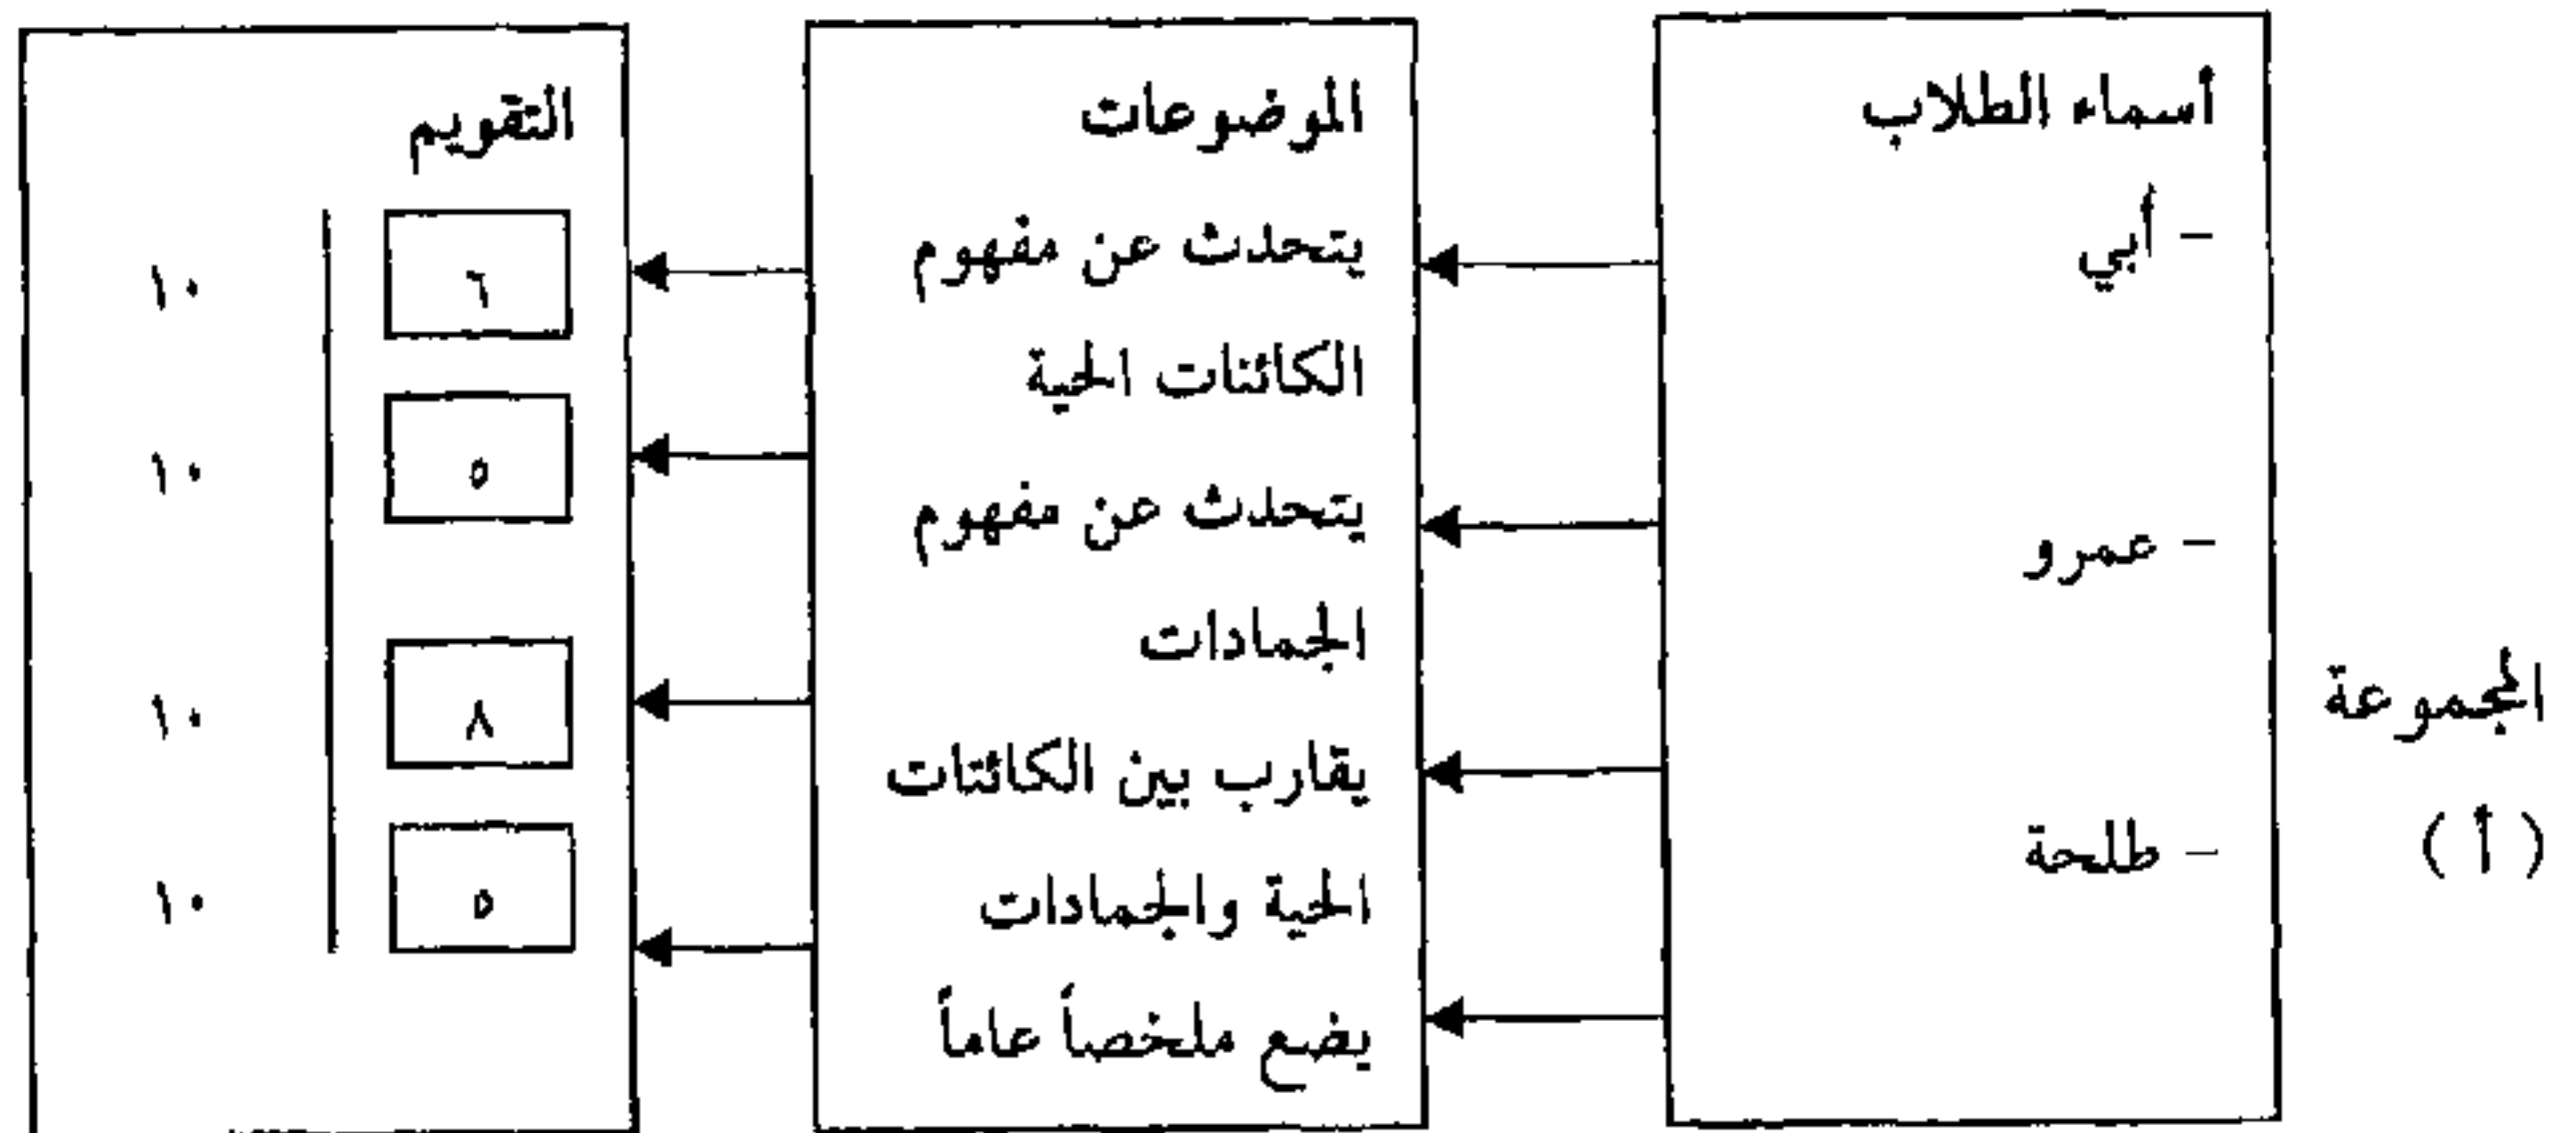 أسماء الطلاب
- أبي
- عمرو
- طلحة
المجموعة
( أ )
الموضوعات
يتحدث عن مفهوم
الكائنات الحية
يتحدث عن مفهوم
الجمادات
يقارب بين الكائنات
الحية والجمادات
يضع ملخصاً عاماً
التقويم
٦ ١٠
٥ ١٠
٨ ١٠
٥ ١٠